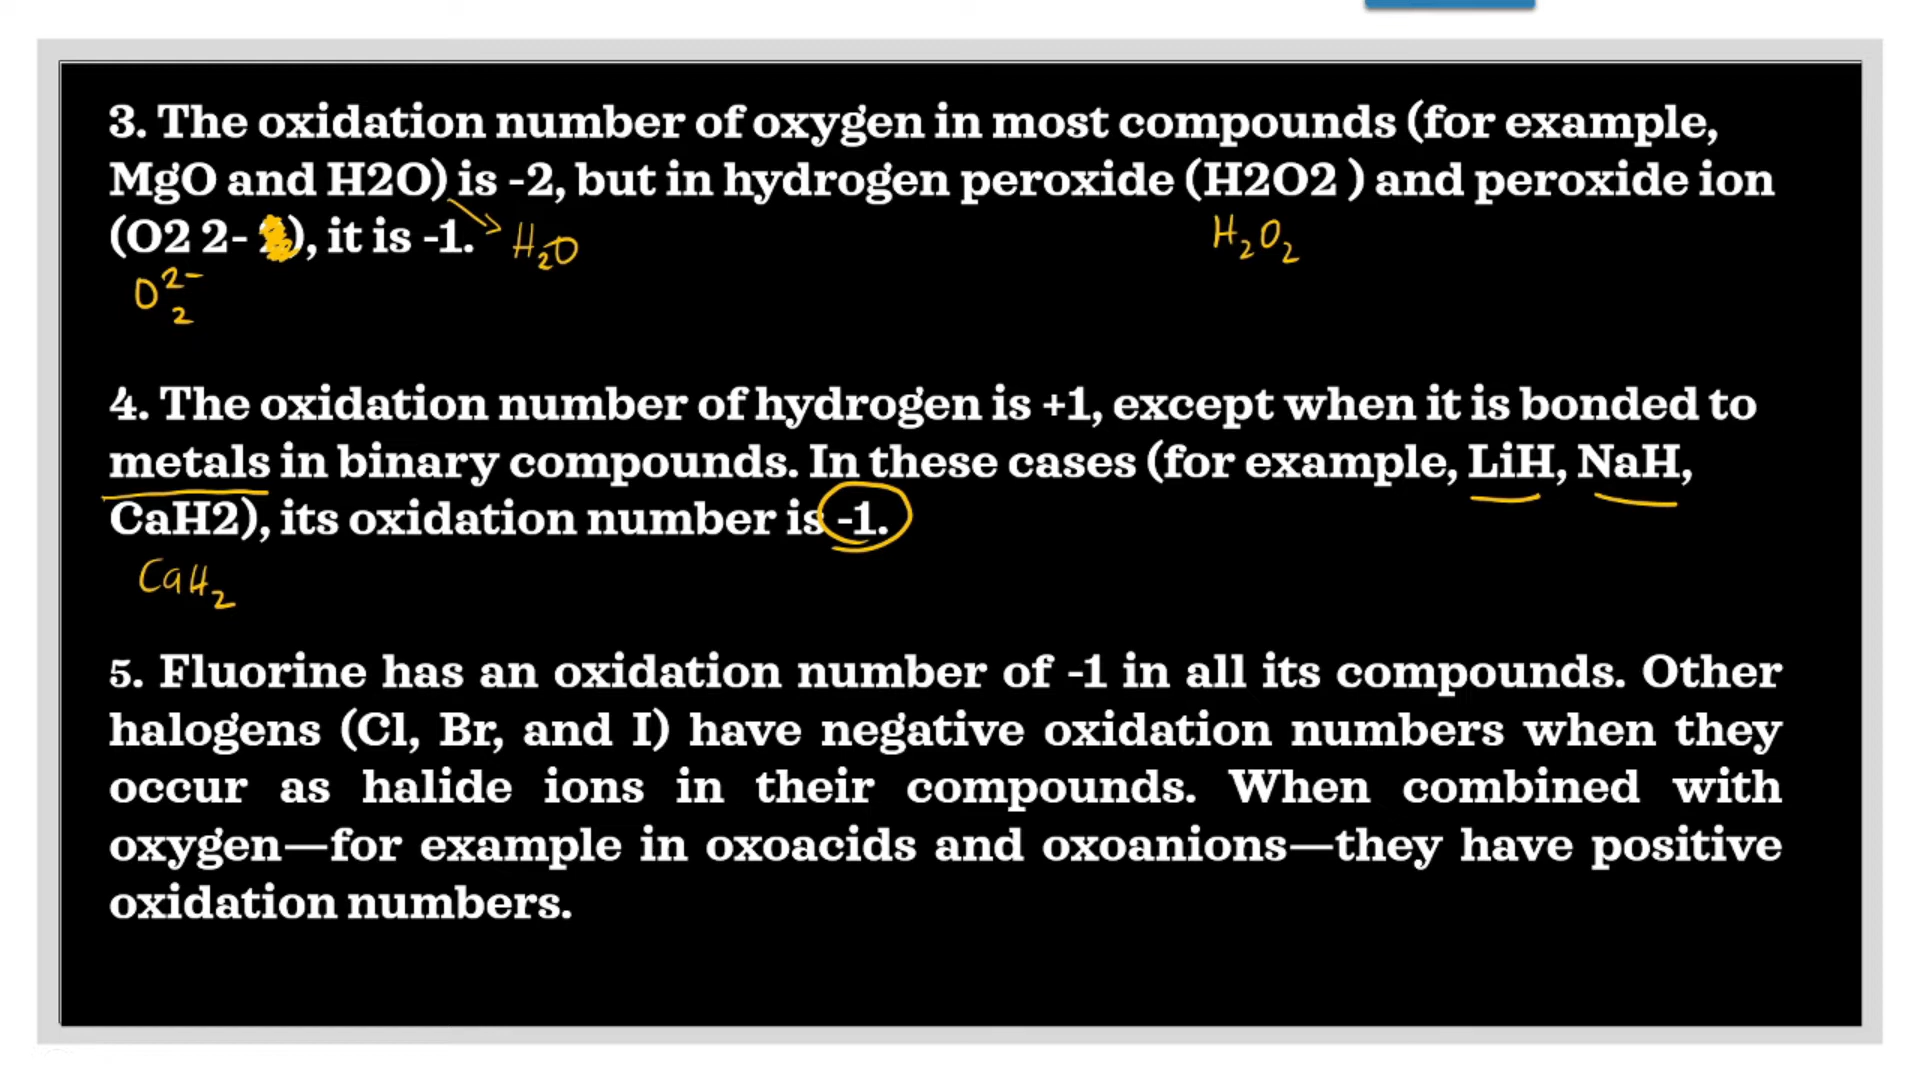 3. The oxidation number of oxygen in most compounds (for example,
MgO and H2O) is -2, but in hydrogen peroxide (H2O2 ) and peroxide ion
(O2 2- ), it is -1.
H₂O
H₂O₂
O₂²⁻
4. The oxidation number of hydrogen is +1, except when it is bonded to
metals in binary compounds. In these cases (for example, LiH, NaH,
CaH2), its oxidation number is -1.
CaH₂
5. Fluorine has an oxidation number of -1 in all its compounds. Other
halogens (Cl, Br, and I) have negative oxidation numbers when they
occur as halide ions in their compounds. When combined with
oxygen—for example in oxoacids and oxoanions—they have positive
oxidation numbers.